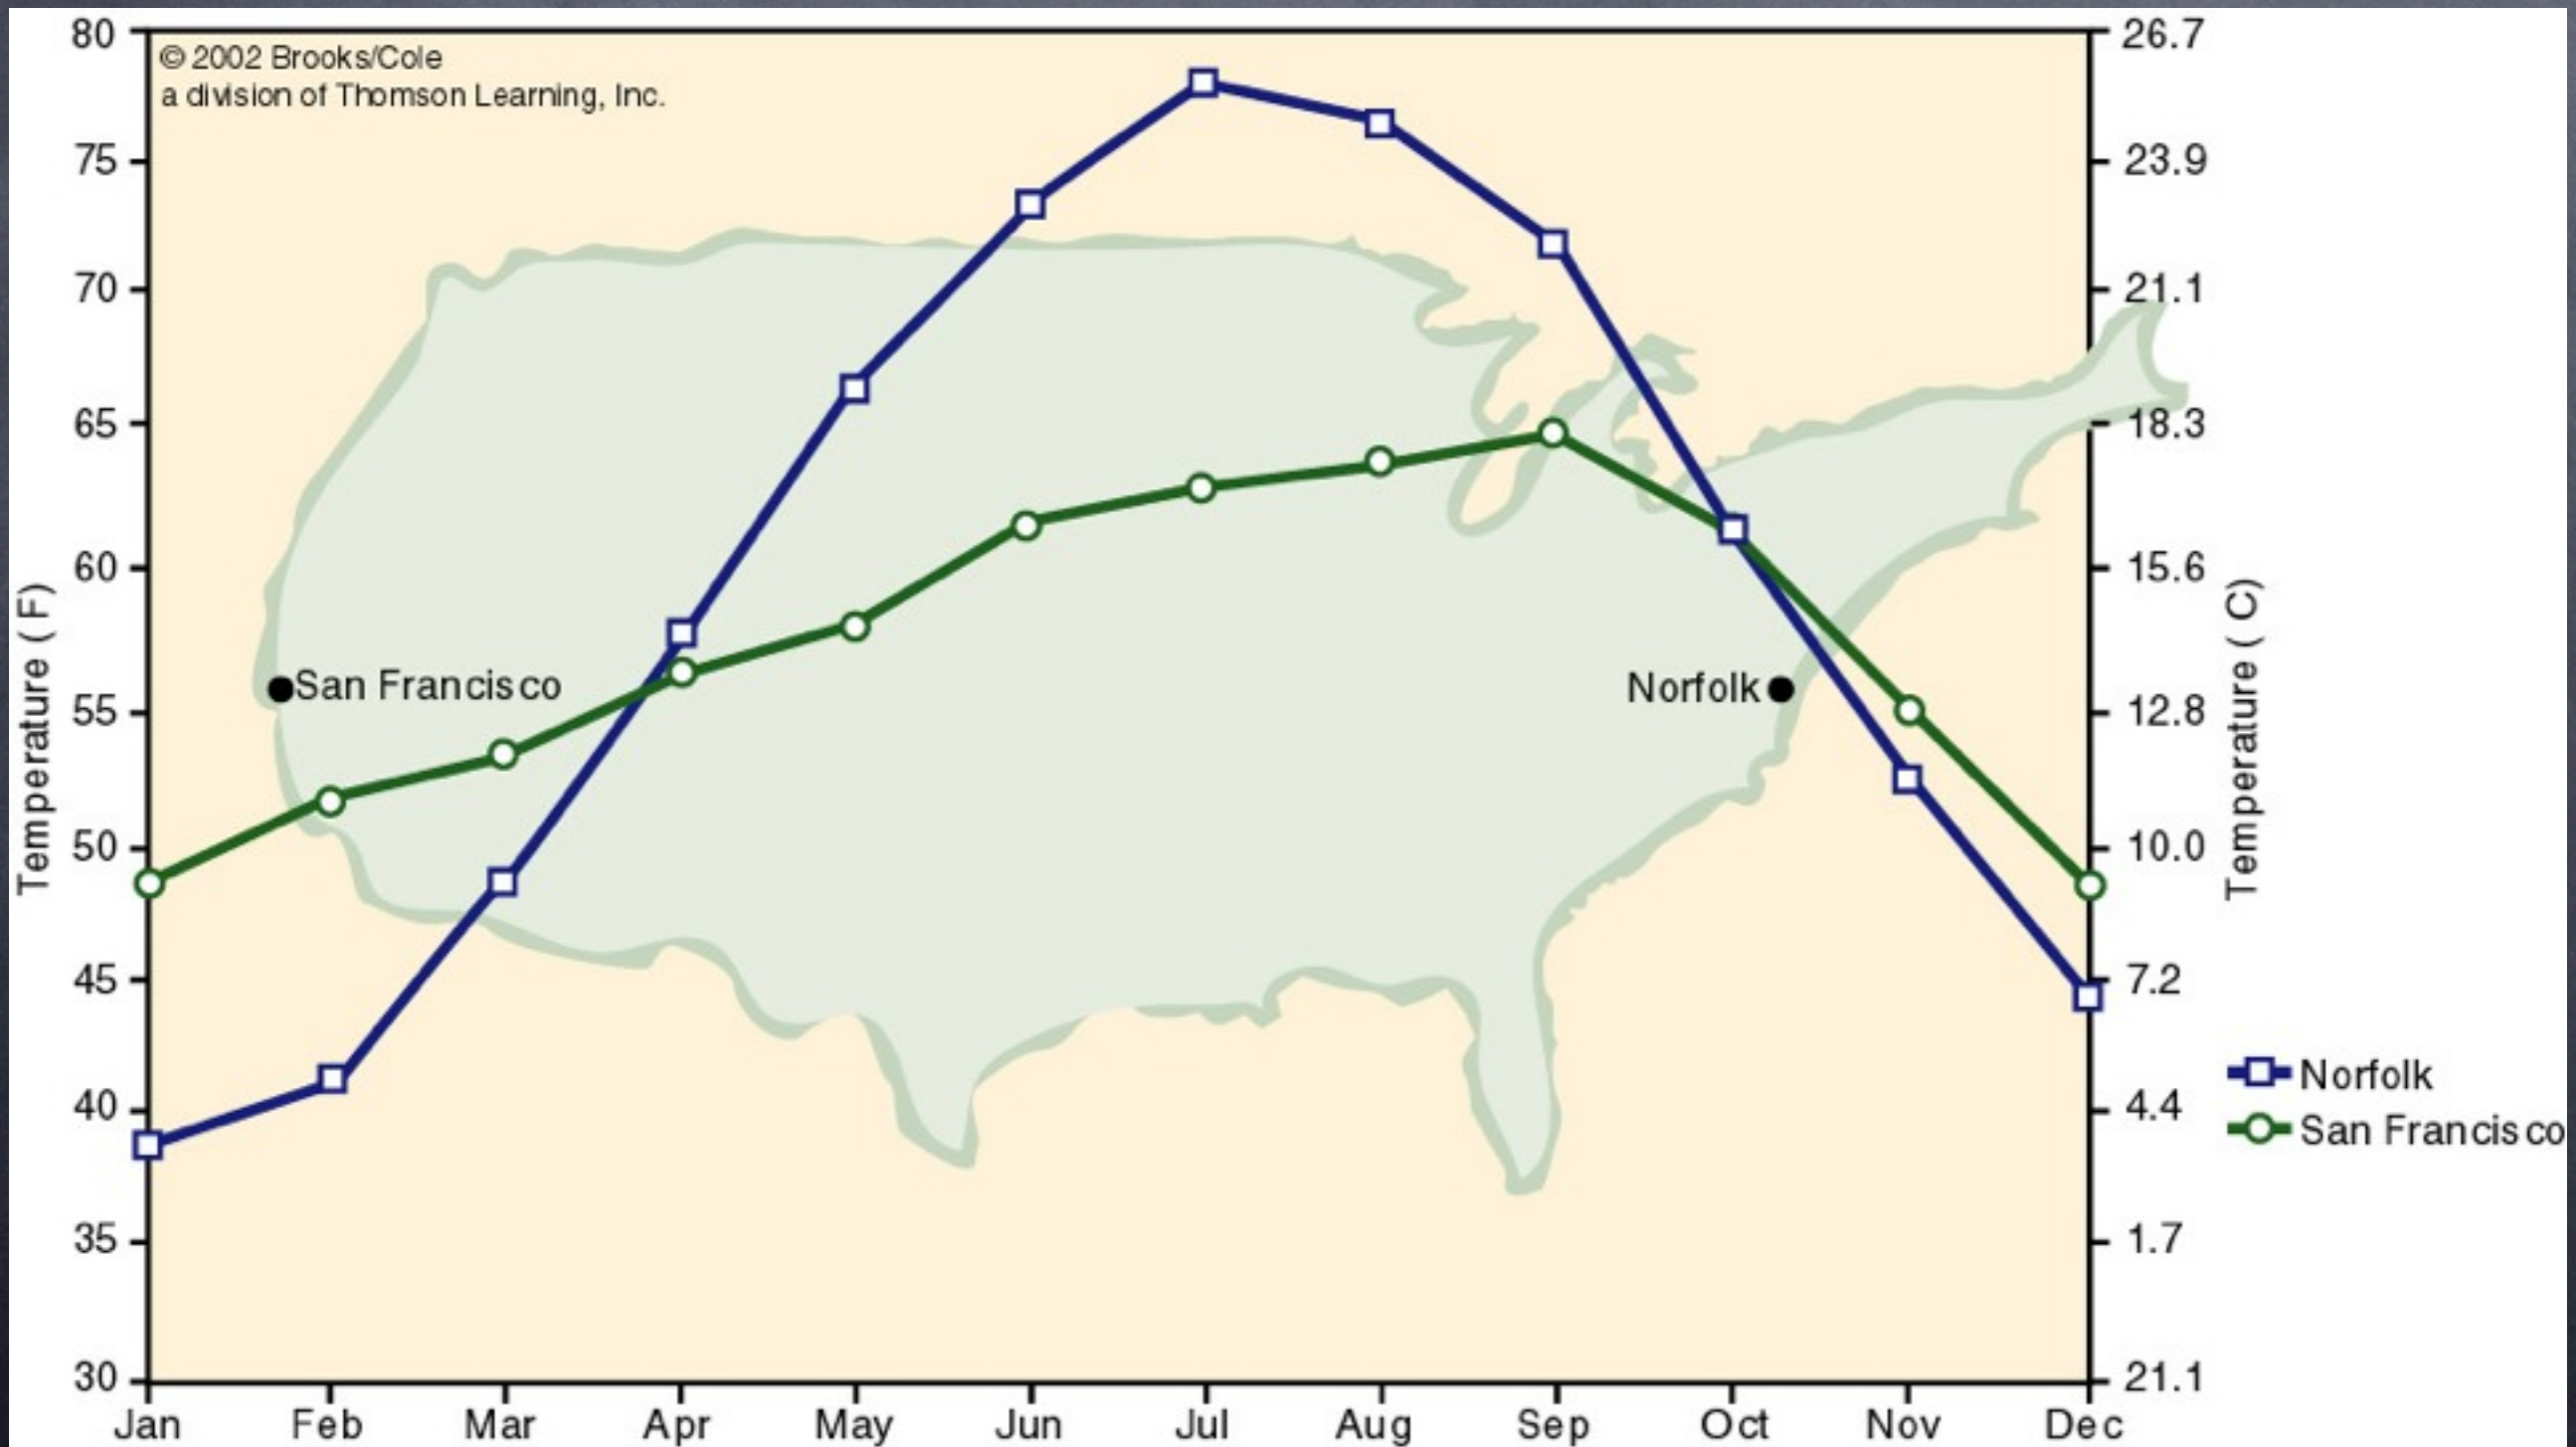 © 2002 Brooks/Cole
a division of Thomson Learning, Inc.
80
75
70
65
60
55
50
45
40
35
30
Temperature ( F)
26.7
23.9
21.1
18.3
15.6
12.8
10.0
7.2
4.4
1.7
21.1
Temperature ( C)
San Francisco
Norfolk
Norfolk
San Francisco
Jan Feb Mar Apr May Jun Jul Aug Sep Oct Nov Dec